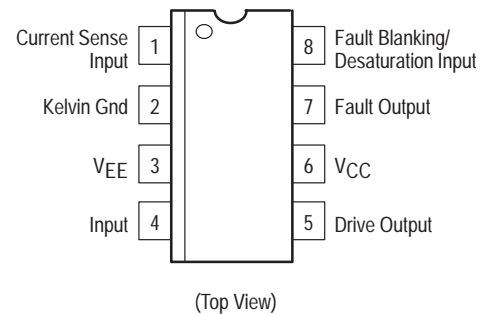 Current Sense
Input
1
8
Fault Blanking/
Desaturation Input
Kelvin Gnd
2
7
Fault Output
VEE
3
6
VCC
Input
4
5
Drive Output
(Top View)